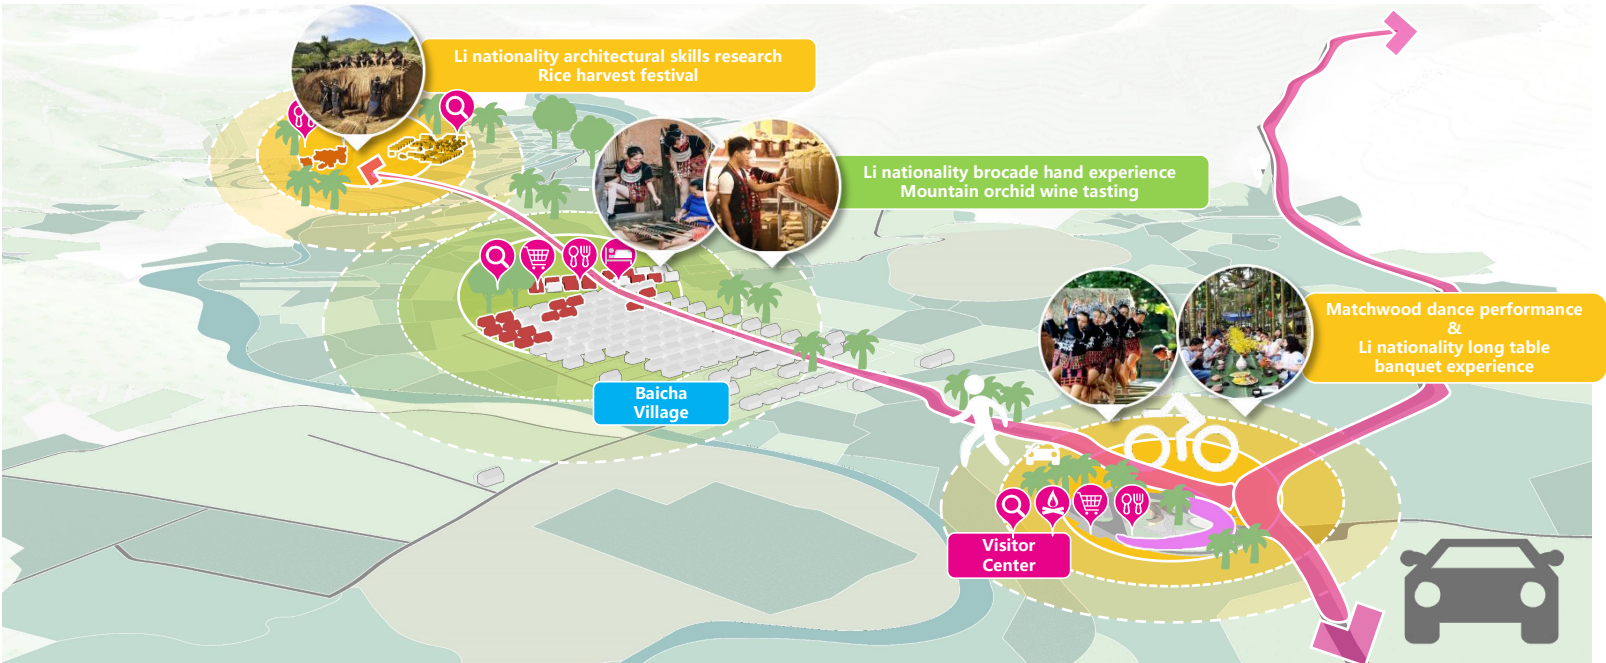 Li nationality architectural skills research
Rice harvest festival
Li nationality brocade hand experience
Mountain orchid wine tasting
Matchwood dance performance
&
Li nationality long table
banquet experience
Baicha
Village
Visitor
Center